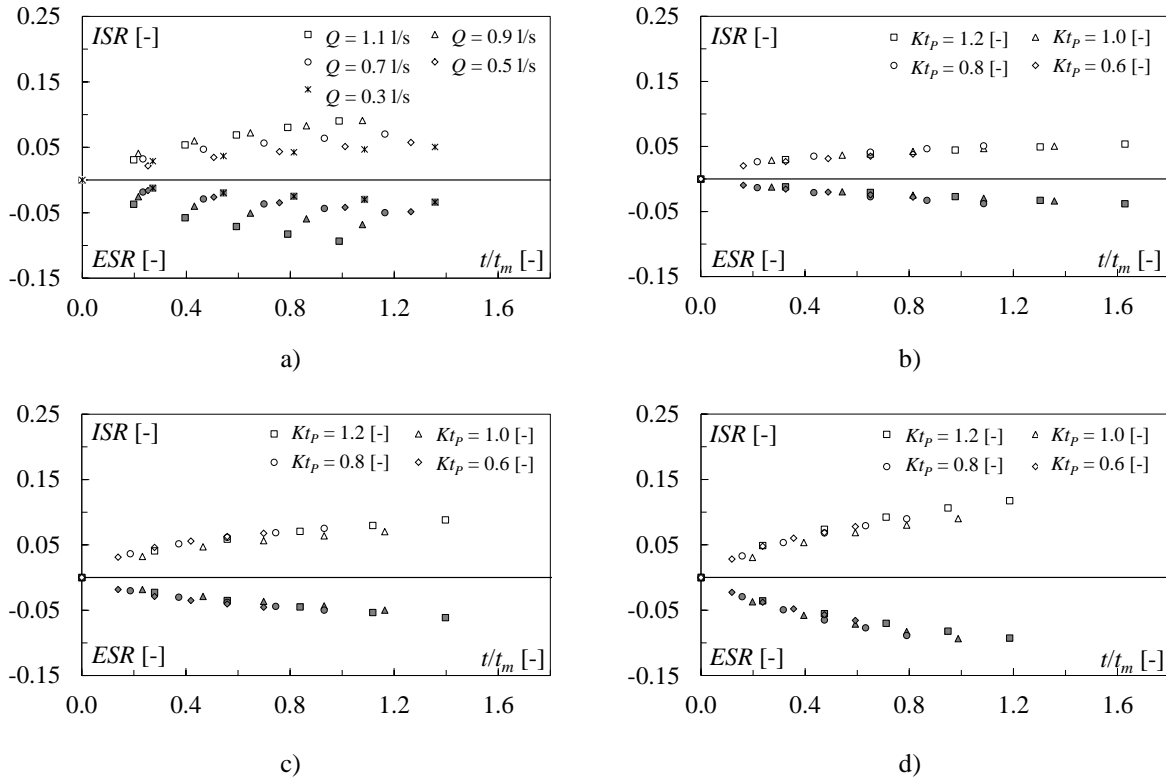 0.25
ISR [-]
Q = 1.1 l/s
Q = 0.9 l/s
Q = 0.7 l/s
Q = 0.5 l/s
Q = 0.3 l/s
0.15
0.05
-0.05
ESR [-]
t/tm [-]
-0.15
0.0 0.4 0.8 1.2 1.6
a)
0.25
ISR [-]
KtP = 1.2 [-]
KtP = 1.0 [-]
KtP = 0.8 [-]
KtP = 0.6 [-]
0.15
0.05
-0.05
ESR [-]
t/tm [-]
-0.15
0.0 0.4 0.8 1.2 1.6
b)
0.25
ISR [-]
KtP = 1.2 [-]
KtP = 1.0 [-]
KtP = 0.8 [-]
KtP = 0.6 [-]
0.15
0.05
-0.05
ESR [-]
t/tm [-]
-0.15
0.0 0.4 0.8 1.2 1.6
c)
0.25
ISR [-]
KtP = 1.2 [-]
KtP = 1.0 [-]
KtP = 0.8 [-]
KtP = 0.6 [-]
0.15
0.05
-0.05
ESR [-]
t/tm [-]
-0.15
0.0 0.4 0.8 1.2 1.6
d)